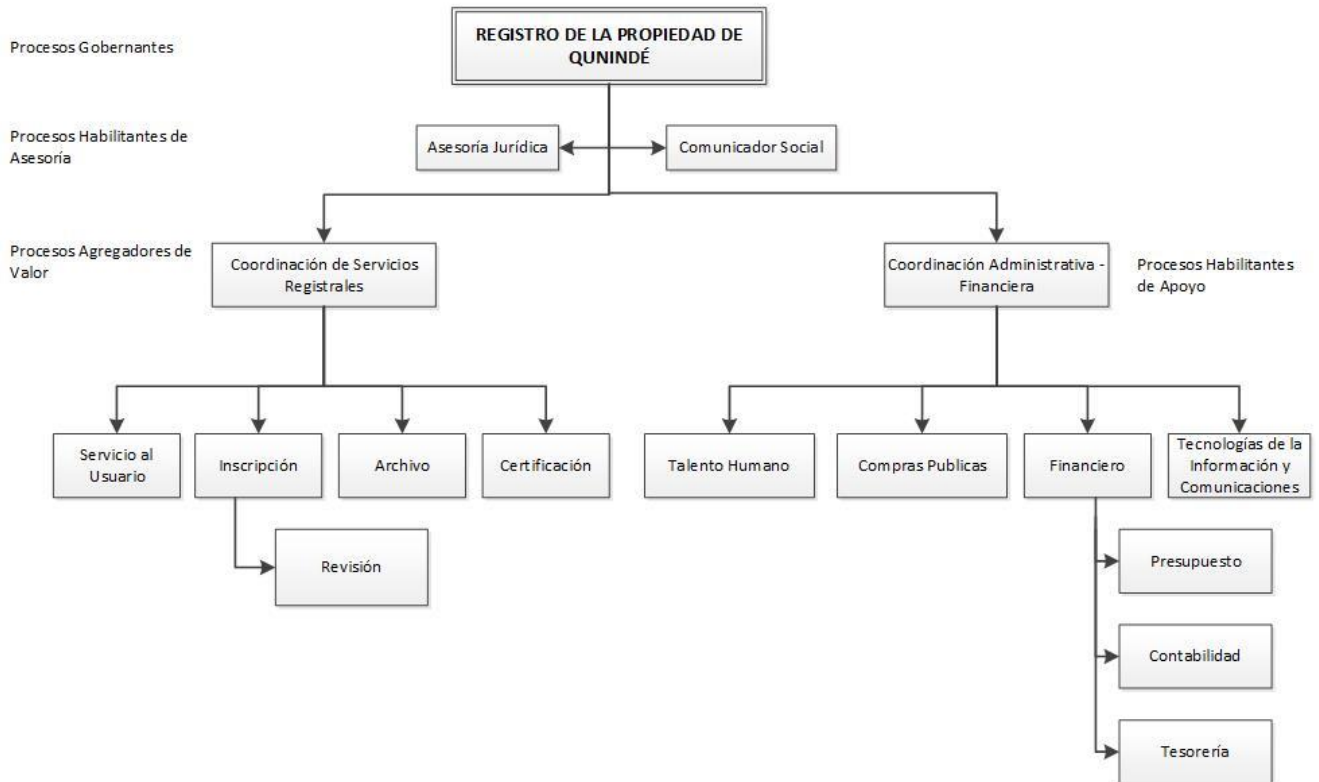 Procesos Gobernantes
REGISTRO DE LA PROPIEDAD DE
QUNINDÉ
Procesos Habilitantes de
Asesoría
Asesoría Jurídica
Comunicador Social
Procesos Agregadores de
Valor
Coordinación de Servicios
Registrales
Coordinación Administrativa -
Financiera
Procesos Habilitantes
de Apoyo
Servicio al
Usuario
Inscripción
Archivo
Certificación
Talento Humano
Compras Publicas
Financiero
Tecnologías de la
Información y
Comunicaciones
Revisión
Presupuesto
Contabilidad
Tesorería